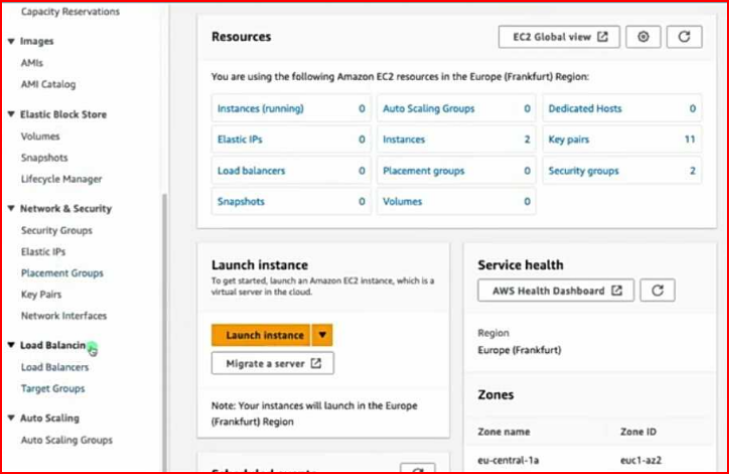 Capacity Reservations
Images
AMIs
AMI Catalog
Elastic Block Store
Volumes
Snapshots
Lifecycle Manager
Network & Security
Security Groups
Elastic IPs
Placement Groups
Key Pairs
Network Interfaces
Load Balancin
Load Balancers
Target Groups
Auto Scaling
Auto Scaling Groups
Resources
EC2 Global view
You are using the following Amazon EC2 resources in the Europe (Frankfurt) Region:
Instances (running) 0 Auto Scaling Groups 0 Dedicated Hosts 0
Elastic IPs 0 Instances 2 Key pairs 11
Load balancers 0 Placement groups 0 Security groups 2
Snapshots 0 Volumes 0
Launch instance
To get started, launch an Amazon EC2 instance, which is a
virtual server in the cloud.
Launch instance
Migrate a server
Note: Your instances will launch in the Europe
(Frankfurt) Region
Service health
AWS Health Dashboard
Region
Europe (Frankfurt)
Zones
Zone name Zone ID
eu-central-1a euc1-az2